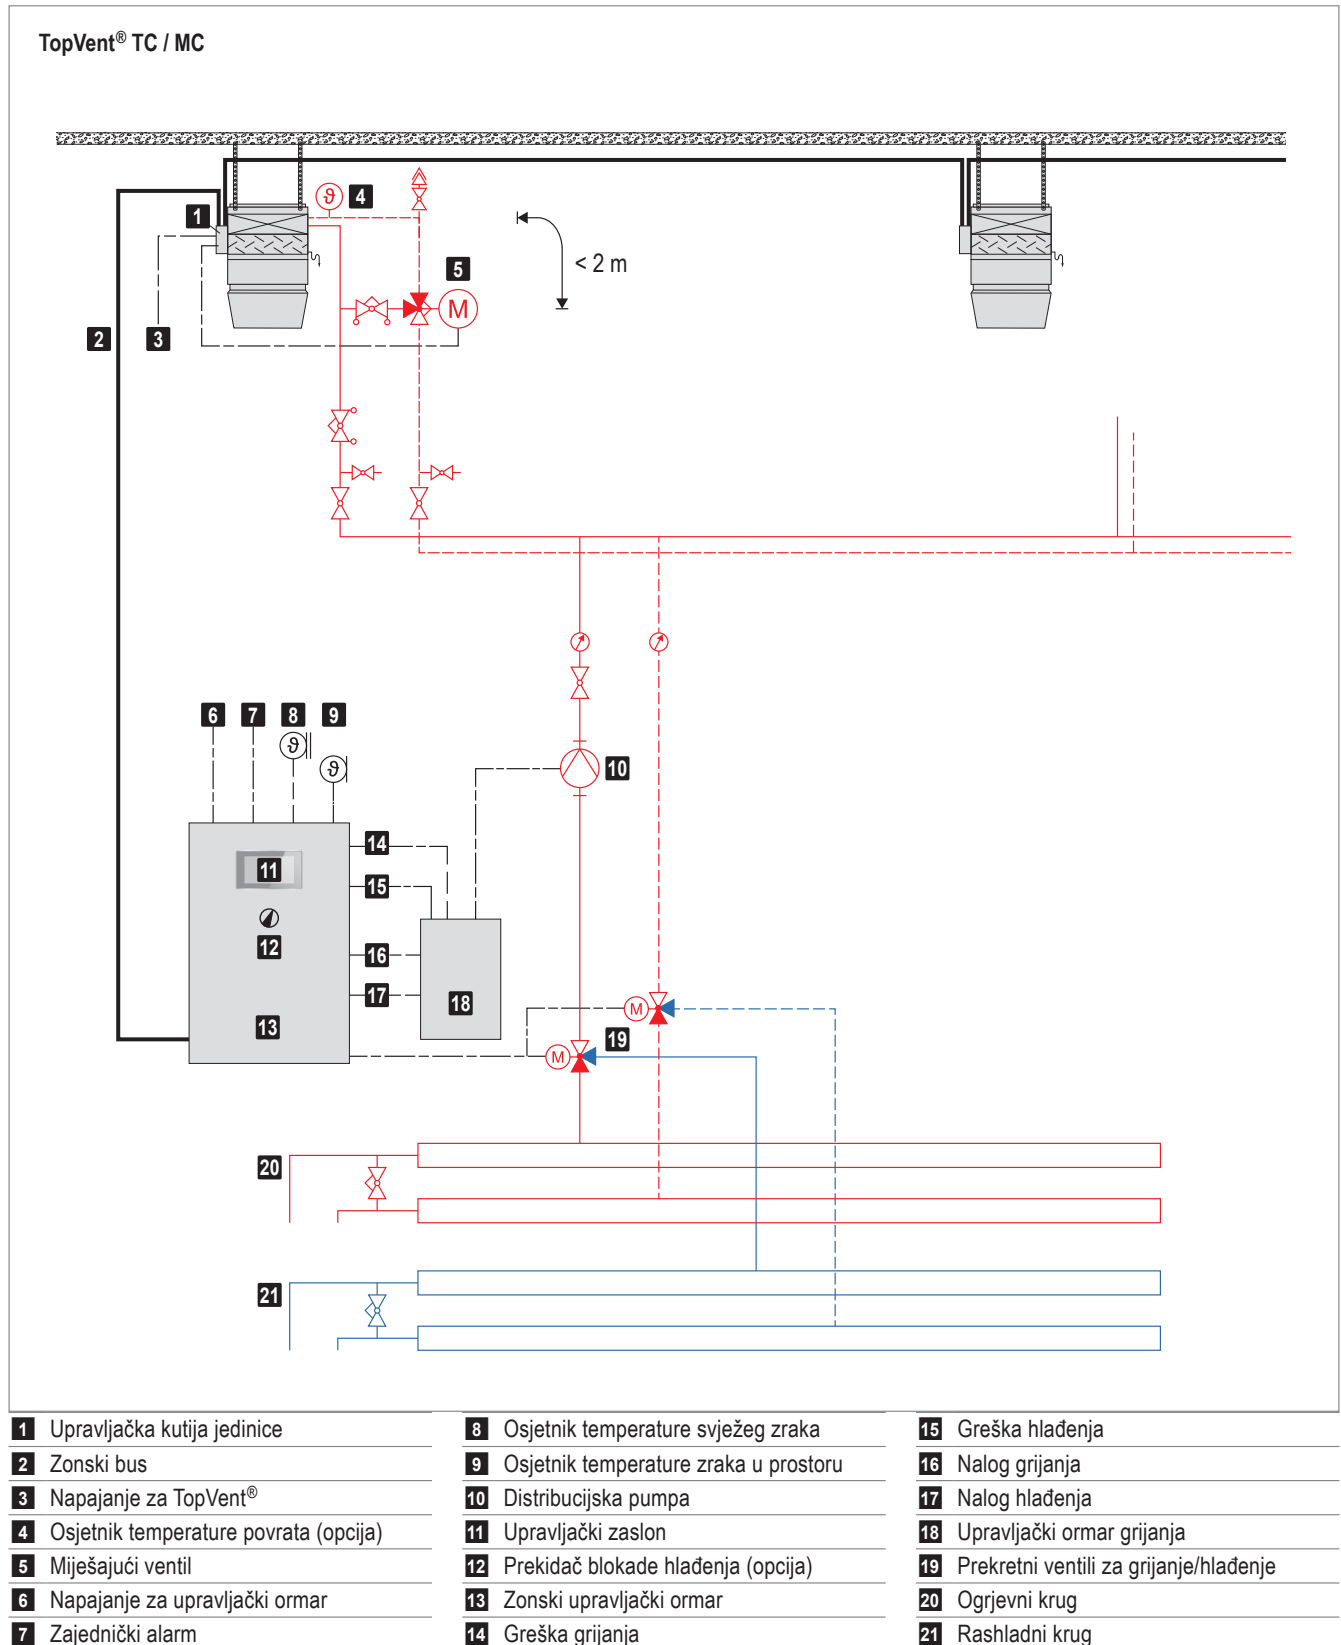 TopVent® TC / MC
4
1
5
< 2 m
M
2
3
6
7
8
9
10
14
11
15
12
16
17
18
13
M
19
M
20
21
1 Upravljačka kutija jedinice
2 Zonski bus
3 Napajanje za TopVent®
4 Osjetnik temperature povrata (opcija)
5 Miješajući ventil
6 Napajanje za upravljački ormar
7 Zajednički alarm
8 Osjetnik temperature svježeg zraka
9 Osjetnik temperature zraka u prostoru
10 Distribucijska pumpa
11 Upravljački zaslon
12 Prekidač blokade hlađenja (opcija)
13 Zonski upravljački ormar
14 Greška grijanja
15 Greška hlađenja
16 Nalog grijanja
17 Nalog hlađenja
18 Upravljački ormar grijanja
19 Prekretni ventili za grijanje/hlađenje
20 Ogrjevni krug
21 Rashladni krug